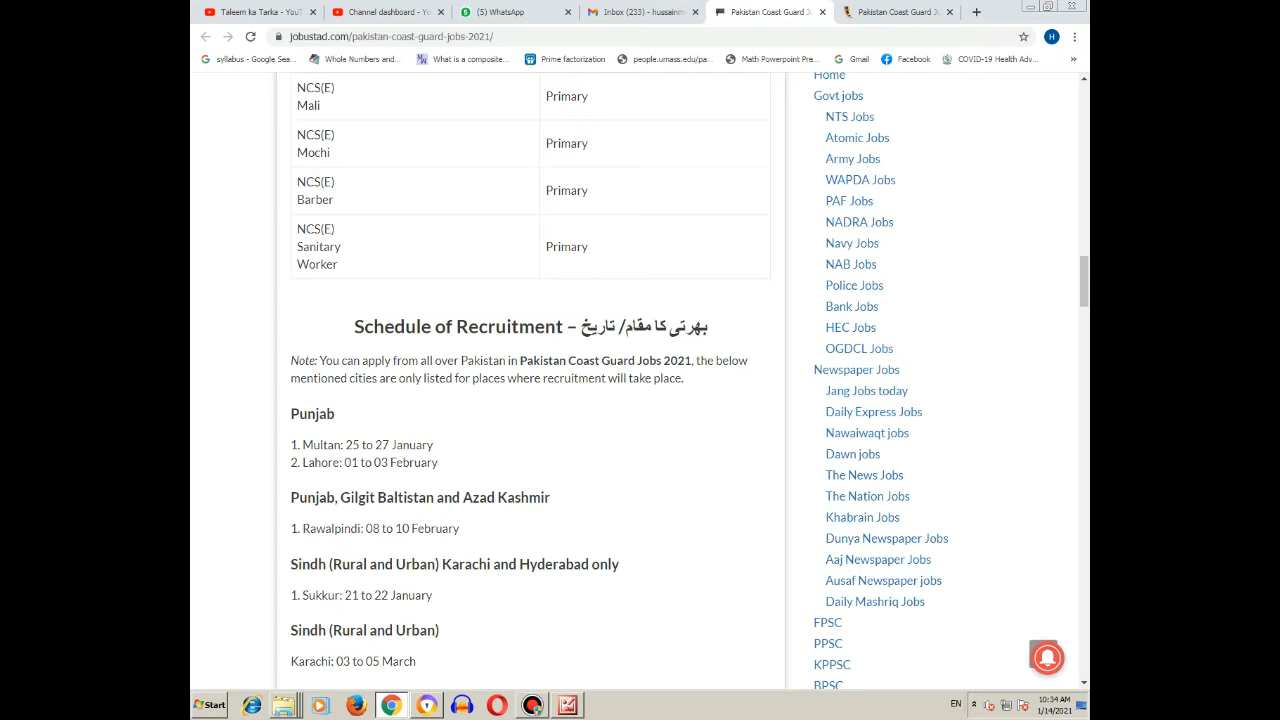 Taleem ka Tarka - YouT
Channel dashboard - Yo
(5) WhatsApp
Inbox (233) - hussainm
Pakistan Coast Guard J
Pakistan Coast Guard Jo
jobustad.com/pakistan-coast-guard-jobs-2021/
H
syllabus - Google Sea...
Whole Numbers and...
What is a composite...
Prime factorization
people.umass.edu/pa...
Math Powerpoint Pre...
Gmail
Facebook
COVID-19 Health Adv...
»
NCS(E)
Mali
Primary
NCS(E)
Mochi
Primary
NCS(E)
Barber
Primary
NCS(E)
Sanitary
Worker
Primary
Schedule of Recruitment – بھرتی کا مقام/ تاریخ
Note: You can apply from all over Pakistan in Pakistan Coast Guard Jobs 2021, the below
mentioned cities are only listed for places where recruitment will take place.
Punjab
1. Multan: 25 to 27 January
2. Lahore: 01 to 03 February
Punjab, Gilgit Baltistan and Azad Kashmir
1. Rawalpindi: 08 to 10 February
Sindh (Rural and Urban) Karachi and Hyderabad only
1. Sukkur: 21 to 22 January
Sindh (Rural and Urban)
Karachi: 03 to 05 March
Home
Govt jobs
NTS Jobs
Atomic Jobs
Army Jobs
WAPDA Jobs
PAF Jobs
NADRA Jobs
Navy Jobs
NAB Jobs
Police Jobs
Bank Jobs
HEC Jobs
OGDCL Jobs
Newspaper Jobs
Jang Jobs today
Daily Express Jobs
Nawaiwaqt jobs
Dawn jobs
The News Jobs
The Nation Jobs
Khabrain Jobs
Dunya Newspaper Jobs
Aaj Newspaper Jobs
Ausaf Newspaper jobs
Daily Mashriq Jobs
FPSC
PPSC
KPPSC
BPSC
Start
EN
10:34 AM
1/14/2021